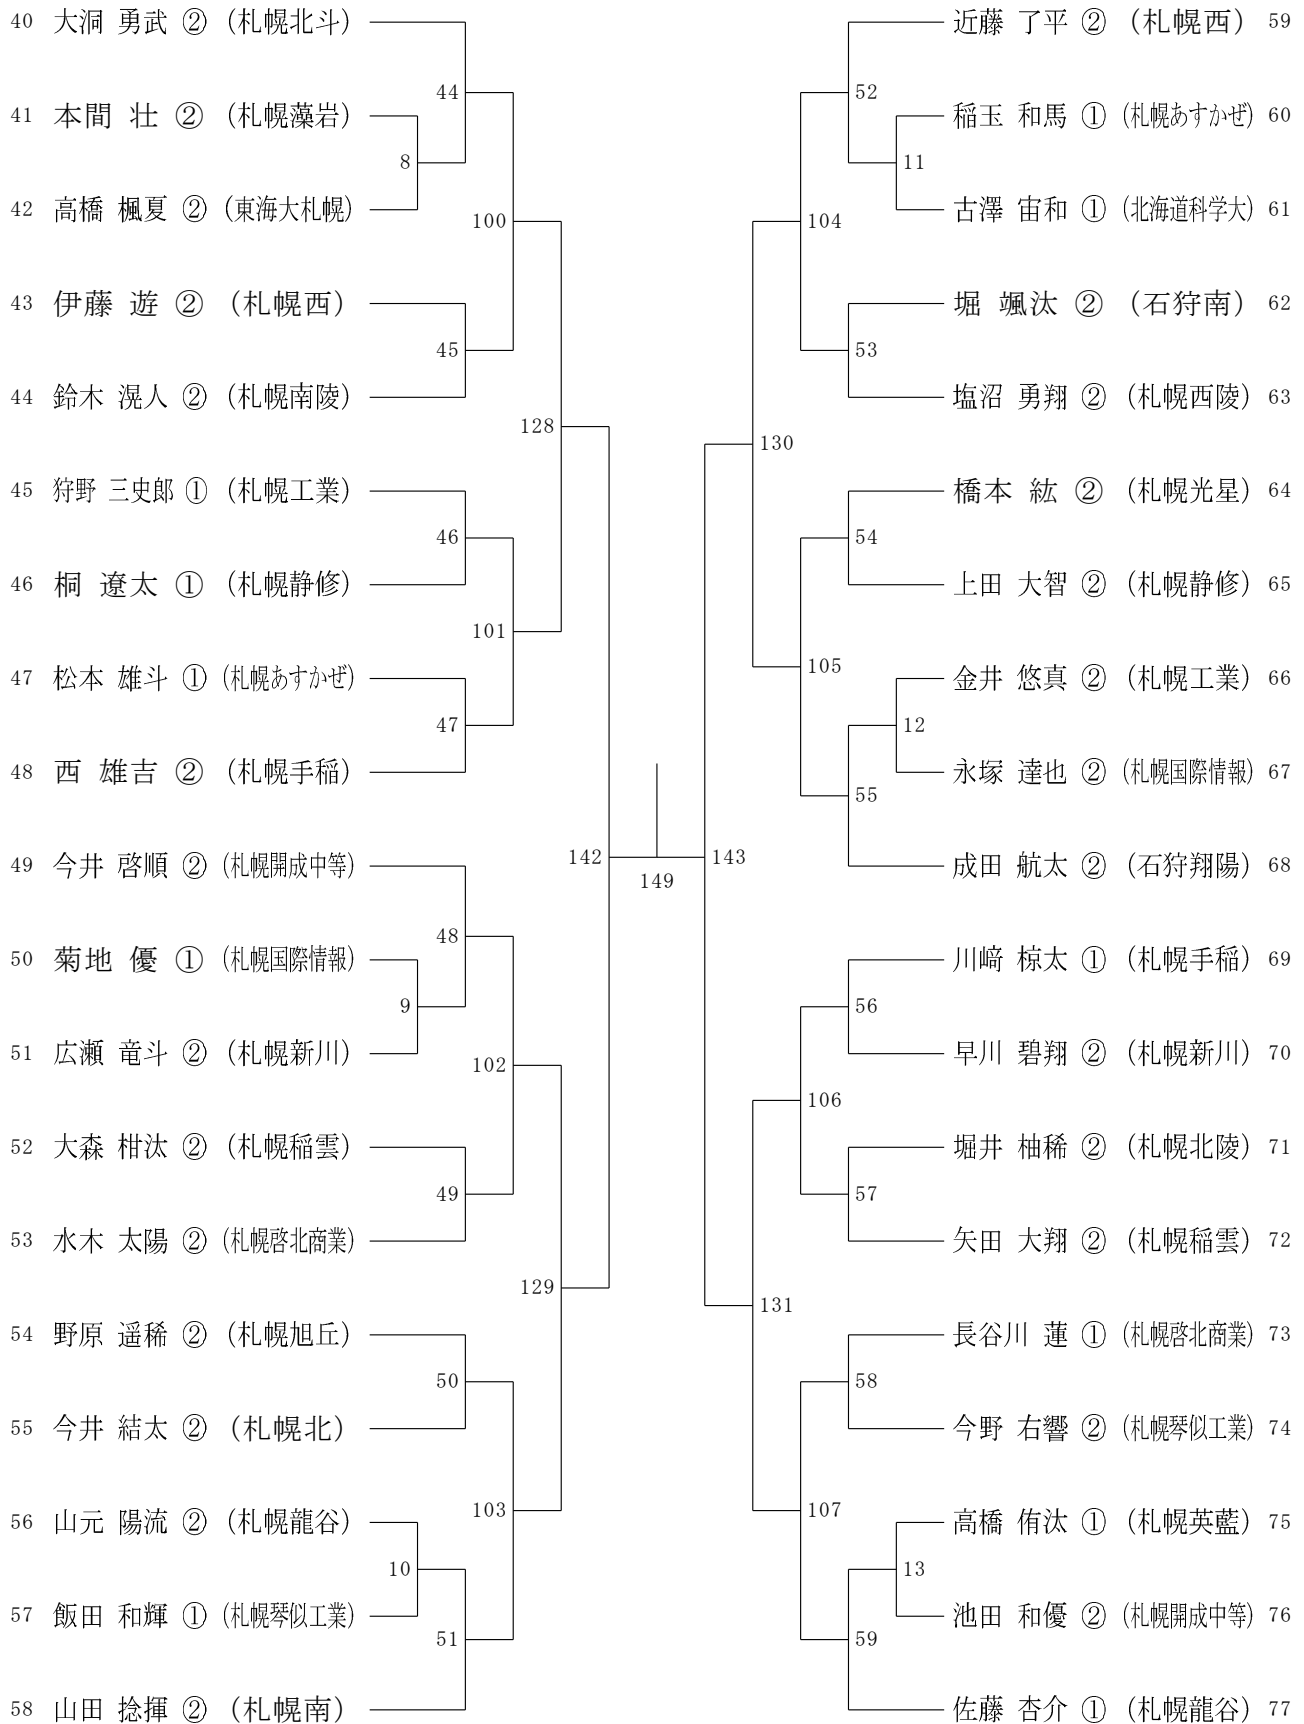 40 大洞 勇武 ② (札幌北斗)
44
41 本間 壮 ② (札幌藻岩)
8
42 高橋 楓夏 ② (東海大札幌)
100
43 伊藤 遊 ② (札幌西)
45
44 鈴木 滉人 ② (札幌南陵)
128
45 狩野 三史郎 ① (札幌工業)
46
46 桐 遼太 ① (札幌静修)
101
47 松本 雄斗 ① (札幌あすかぜ)
47
48 西 雄吉 ② (札幌手稲)
142
49 今井 啓順 ② (札幌開成中等)
48
50 菊地 優 ① (札幌国際情報)
9
51 広瀬 竜斗 ② (札幌新川)
102
52 大森 柑汰 ② (札幌稲雲)
49
53 水木 太陽 ② (札幌啓北商業)
129
54 野原 遥稀 ② (札幌旭丘)
50
55 今井 結太 ② (札幌北)
103
56 山元 陽流 ② (札幌龍谷)
10
57 飯田 和輝 ① (札幌琴似工業)
51
58 山田 捻揮 ② (札幌南)
149
近藤 了平 ② (札幌西) 59
52
稲玉 和馬 ① (札幌あすかぜ) 60
11
古澤 宙和 ① (北海道科学大) 61
104
堀 颯汰 ② (石狩南) 62
53
塩沼 勇翔 ② (札幌西陵) 63
130
橋本 紘 ② (札幌光星) 64
54
上田 大智 ② (札幌静修) 65
105
金井 悠真 ② (札幌工業) 66
12
永塚 達也 ② (札幌国際情報) 67
55
143
成田 航太 ② (石狩翔陽) 68
川﨑 椋太 ① (札幌手稲) 69
56
早川 碧翔 ② (札幌新川) 70
106
堀井 柚稀 ② (札幌北陵) 71
57
矢田 大翔 ② (札幌稲雲) 72
131
長谷川 蓮 ① (札幌啓北商業) 73
58
今野 右響 ② (札幌琴似工業) 74
107
高橋 侑汰 ① (札幌英藍) 75
13
池田 和優 ② (札幌開成中等) 76
59
佐藤 杏介 ① (札幌龍谷) 77